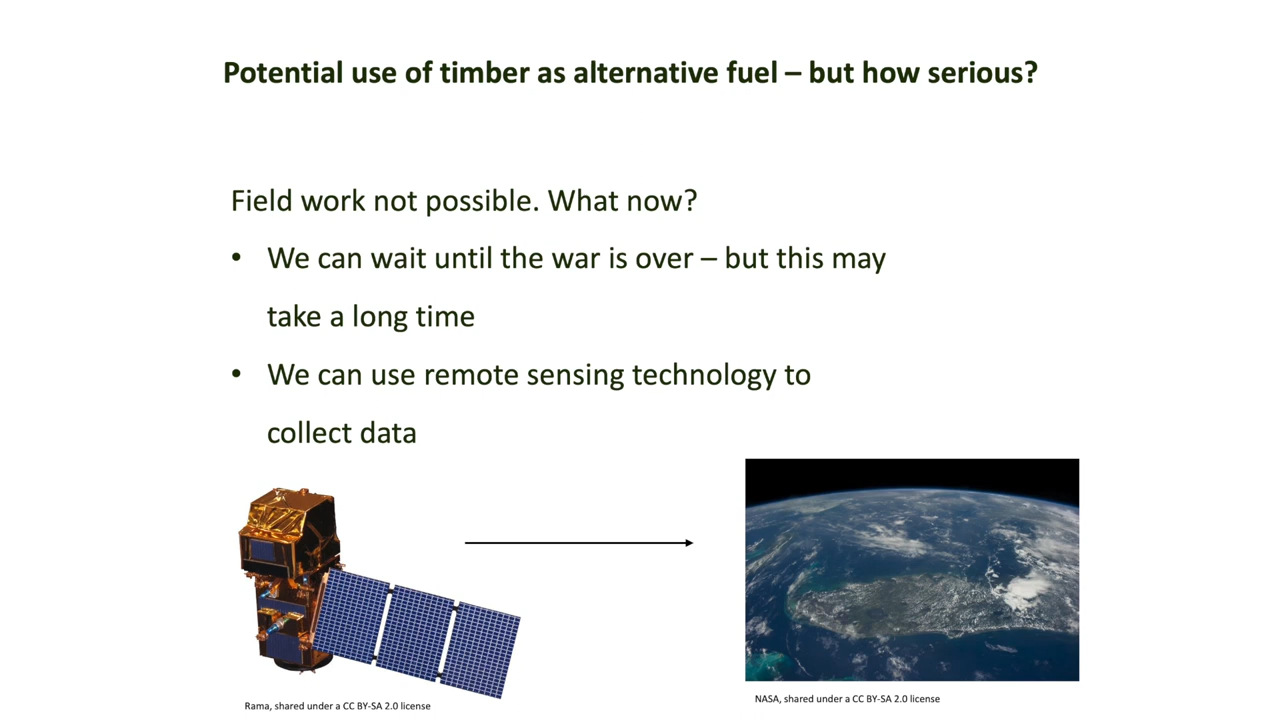 Potential use of timber as alternative fuel – but how serious?
Field work not possible. What now?
• We can wait until the war is over – but this may
take a long time
• We can use remote sensing technology to
collect data
Rama, shared under a CC BY-SA 2.0 license
NASA, shared under a CC BY-SA 2.0 license